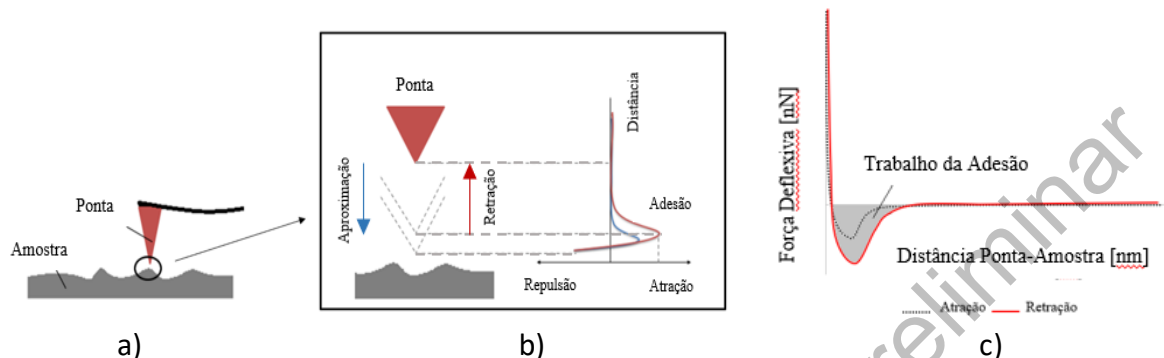 Ponta
Amostra
a)
Ponta
Distância
Aproximação
Retração
Adesão
Repulsão
Atração
b)
Força Deflexiva [nN]
Trabalho da Adesão
Distância Ponta-Amostra [nm]
Atração
Retração
c)
reliminar